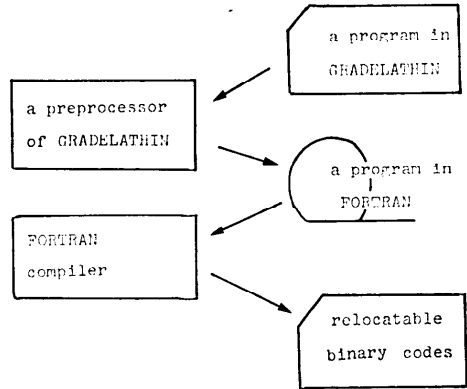 a program in
GRADELATHIN
a preprocessor
of GRADELATHIN
a program in
FORTRAN
FORTRAN
compiler
relocatable
binary codes